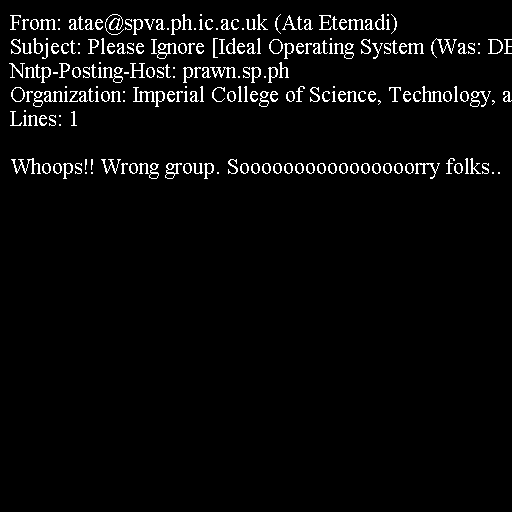 From: atae@spva.ph.ic.ac.uk (Ata Etemadi)
Subject: Please Ignore [Ideal Operating System (Was: DE
Nntp-Posting-Host: prawn.sp.ph
Organization: Imperial College of Science, Technology, a
Lines: 1

Whoops!! Wrong group. Soooooooooooooooorry folks..